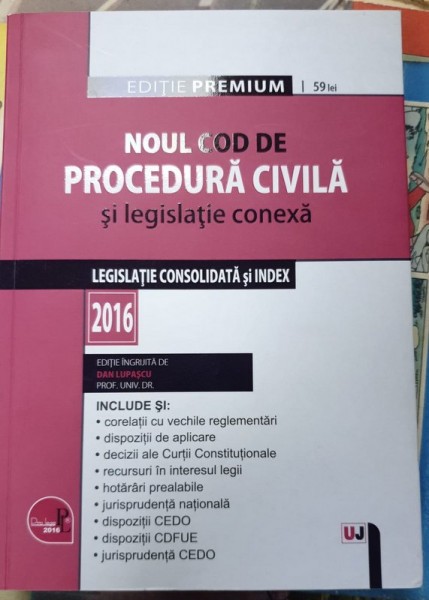 EDIȚIE PREMIUM | 59 lei
NOUL COD DE
PROCEDURĂ CIVILĂ
și legislație conexă
LEGISLAȚIE CONSOLIDATĂ și INDEX
2016
EDIȚIE ÎNGRIJITĂ DE
DAN LUPAȘCU
PROF. UNIV. DR.
INCLUDE ȘI:
• corelații cu vechile reglementări
• dispoziții de aplicare
• decizii ale Curții Constituționale
• recursuri în interesul legii
• hotărâri prealabile
• jurisprudență națională
• dispoziții CEDO
• dispoziții CDFUE
• jurisprudență CEDO
2016
UJ